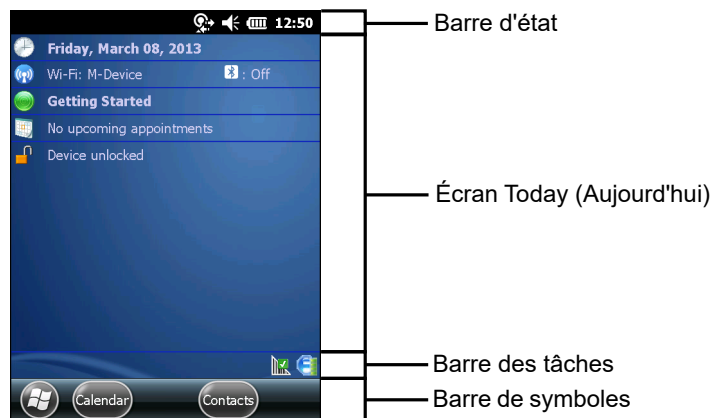 12:50
Barre d'état
Friday, March 08, 2013
Wi-Fi: M-Device : Off
Getting Started
No upcoming appointments
Device unlocked
Écran Today (Aujourd'hui)
Barre des tâches
Calendar Contacts
Barre de symboles